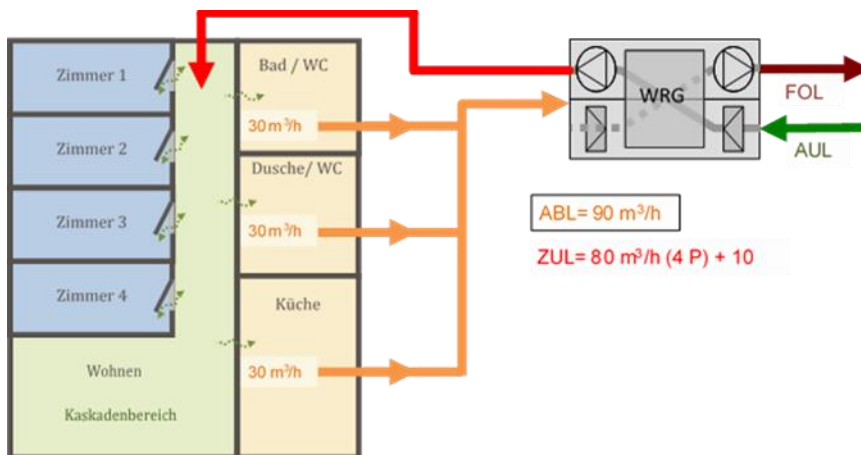 Zimmer 1
Zimmer 2
Zimmer 3
Zimmer 4
Wohnen
Kaskadenbereich
Bad / WC
30 m³/h
Dusche/ WC
30 m³/h
Küche
30 m³/h
WRG
FOL
AUL
ABL= 90 m³/h
ZUL= 80 m³/h (4 P) + 10